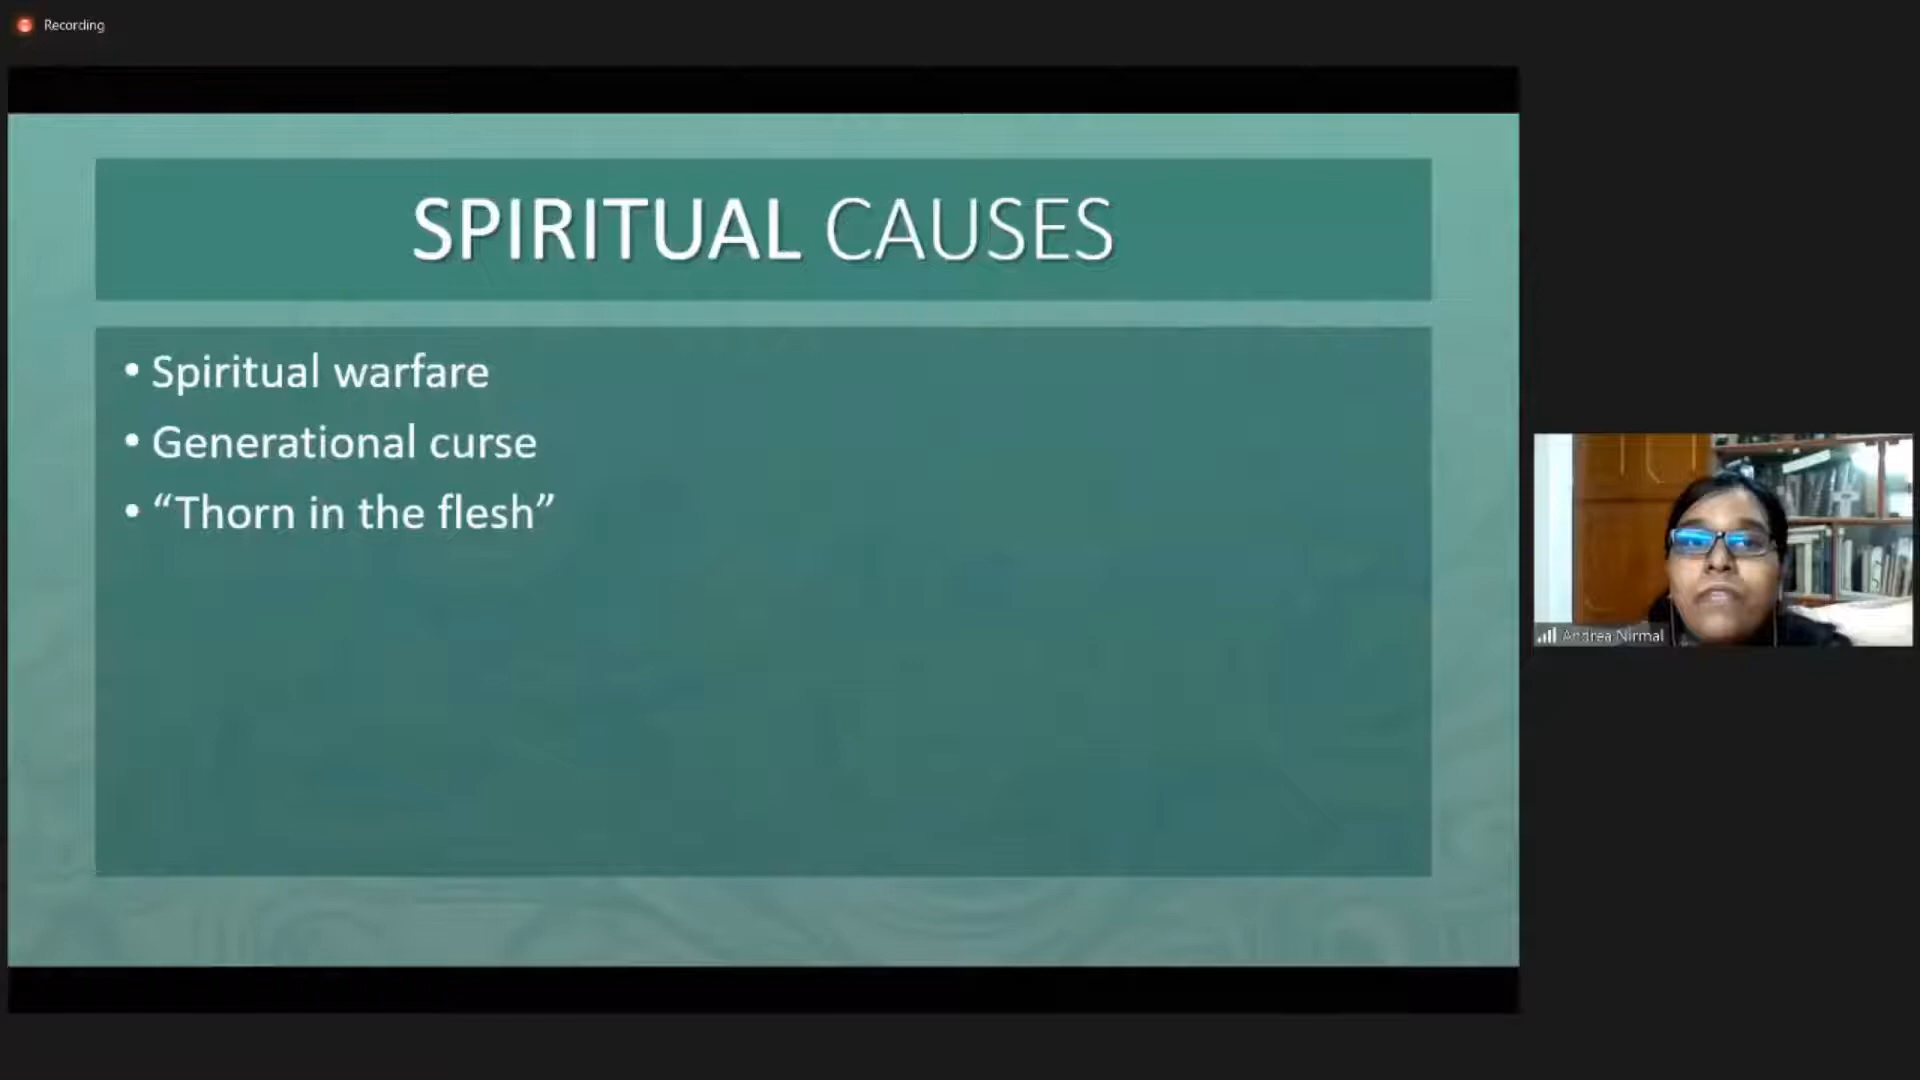 Recording
SPIRITUAL CAUSES
• Spiritual warfare
• Generational curse
• “Thorn in the flesh”
Andrea Nirmal